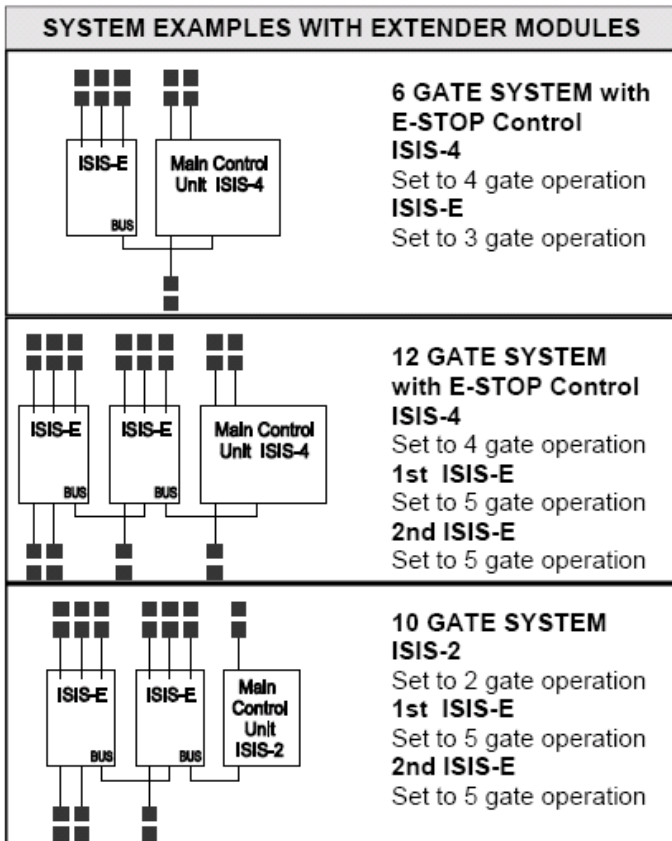 SYSTEM EXAMPLES WITH EXTENDER MODULES
ISIS-E
BUS
Main Control
Unit ISIS-4
6 GATE SYSTEM with
E-STOP Control
ISIS-4
Set to 4 gate operation
ISIS-E
Set to 3 gate operation
ISIS-E
BUS
ISIS-E
BUS
Main Control
Unit ISIS-4
12 GATE SYSTEM
with E-STOP Control
ISIS-4
Set to 4 gate operation
1st ISIS-E
Set to 5 gate operation
2nd ISIS-E
Set to 5 gate operation
ISIS-E
BUS
ISIS-E
BUS
Main
Control
Unit
ISIS-2
10 GATE SYSTEM
ISIS-2
Set to 2 gate operation
1st ISIS-E
Set to 5 gate operation
2nd ISIS-E
Set to 5 gate operation